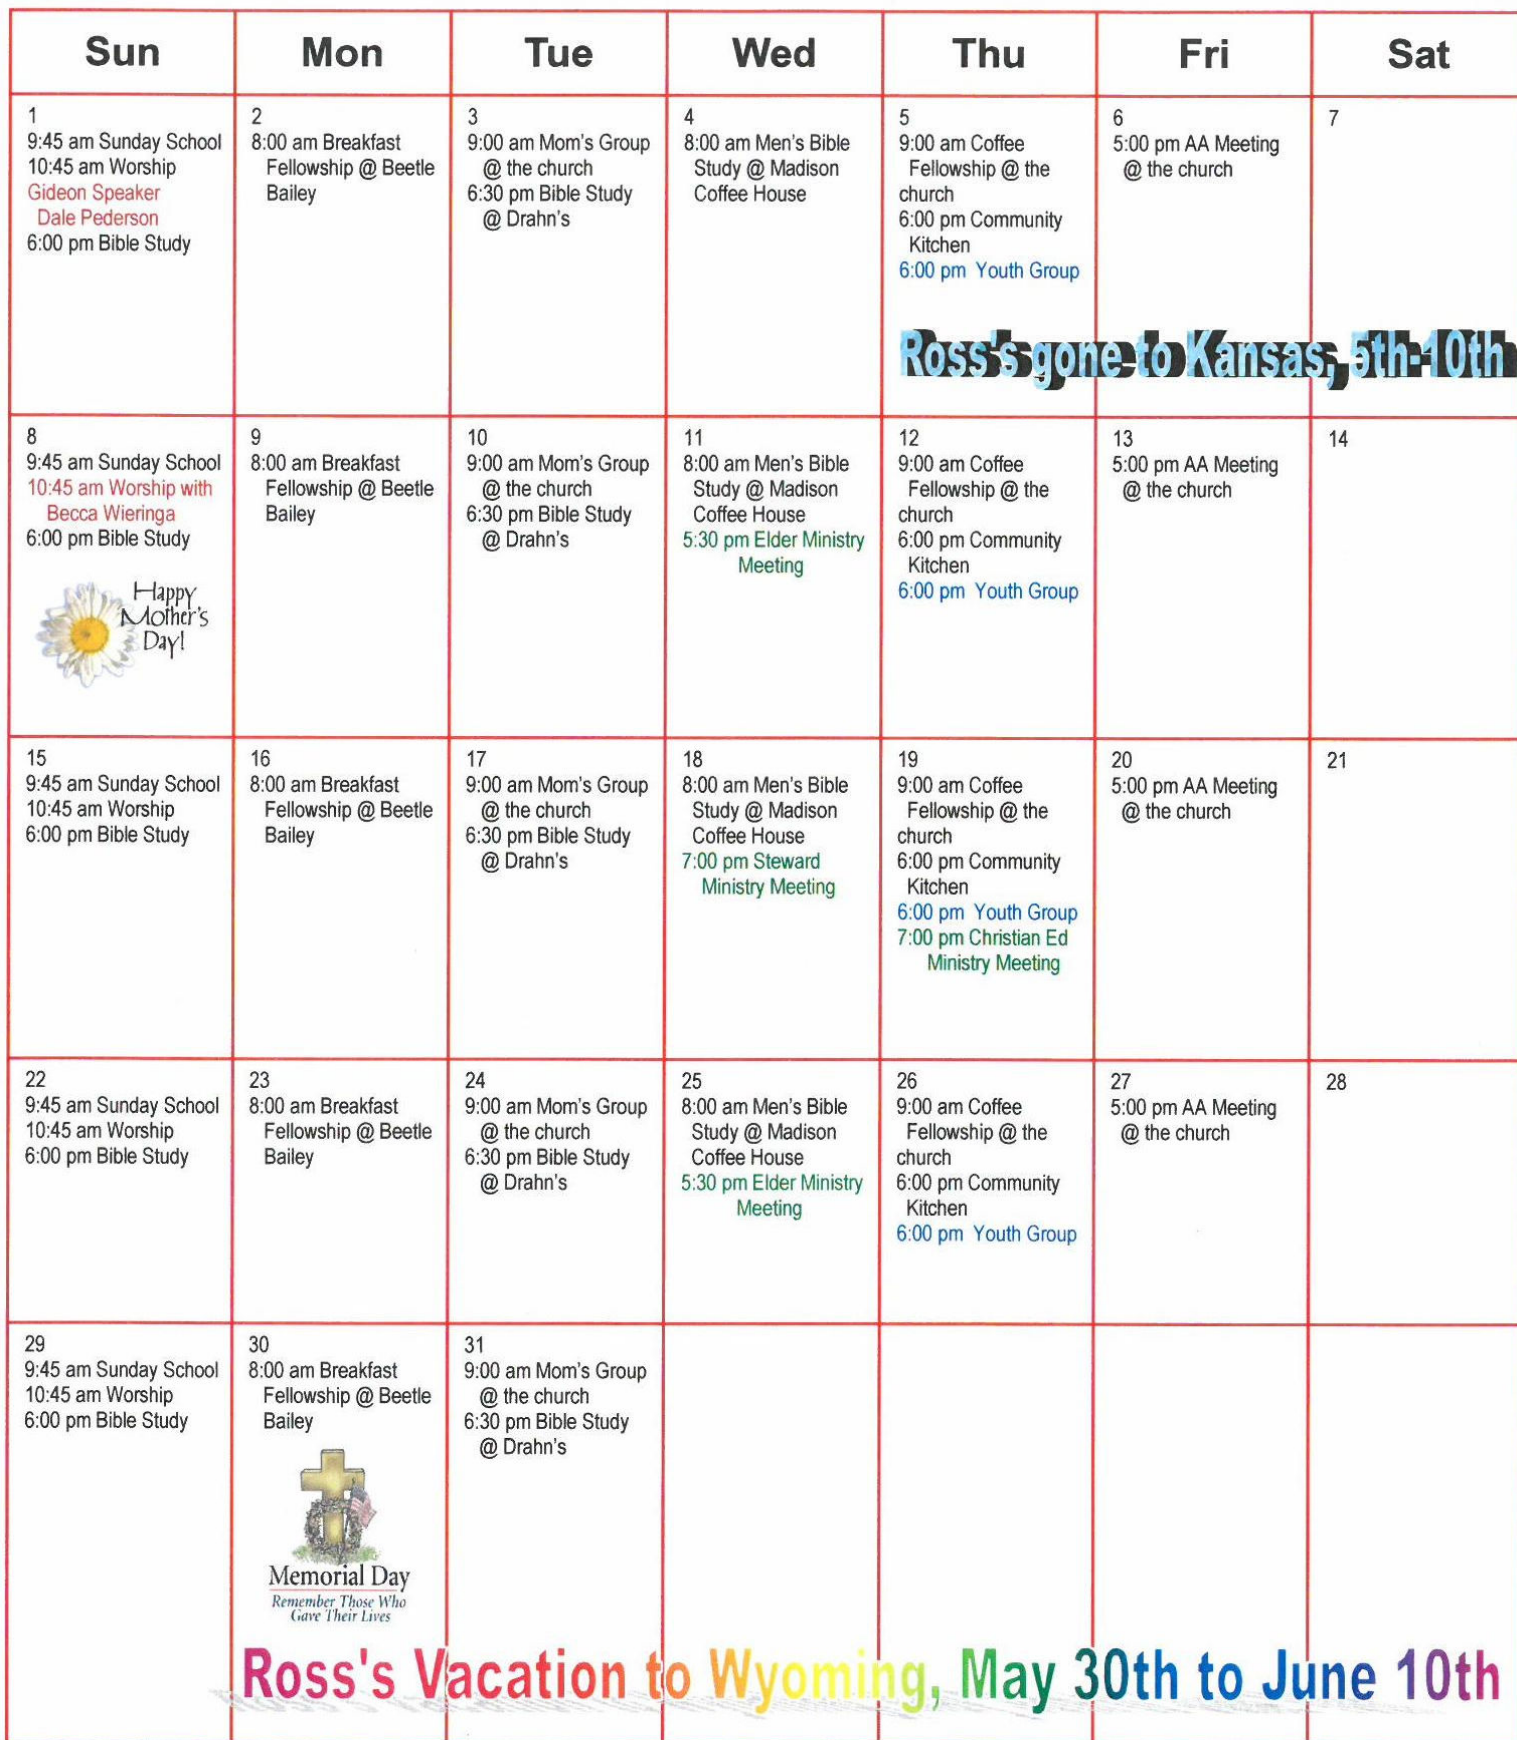 Sun
Mon
Tue
Wed
Thu
Fri
Sat
1
9:45 am Sunday School
10:45 am Worship
Gideon Speaker
Dale Pederson
6:00 pm Bible Study
2
8:00 am Breakfast
Fellowship @ Beetle
Bailey
3
9:00 am Mom's Group
@ the church
6:30 pm Bible Study
@ Drahn's
4
8:00 am Men's Bible
Study @ Madison
Coffee House
5
9:00 am Coffee
Fellowship @ the
church
6:00 pm Community
Kitchen
6:00 pm Youth Group
6
5:00 pm AA Meeting
@ the church
7
Ross's gone to Kansas, 5th-10th
8
9:45 am Sunday School
10:45 am Worship with
Becca Wieringa
6:00 pm Bible Study
Happy
Mother's
Day!
9
8:00 am Breakfast
Fellowship @ Beetle
Bailey
10
9:00 am Mom's Group
@ the church
6:30 pm Bible Study
@ Drahn's
11
8:00 am Men's Bible
Study @ Madison
Coffee House
5:30 pm Elder Ministry
Meeting
12
9:00 am Coffee
Fellowship @ the
church
6:00 pm Community
Kitchen
6:00 pm Youth Group
13
5:00 pm AA Meeting
@ the church
14
15
9:45 am Sunday School
10:45 am Worship
6:00 pm Bible Study
16
8:00 am Breakfast
Fellowship @ Beetle
Bailey
17
9:00 am Mom's Group
@ the church
6:30 pm Bible Study
@ Drahn's
18
8:00 am Men's Bible
Study @ Madison
Coffee House
7:00 pm Steward
Ministry Meeting
19
9:00 am Coffee
Fellowship @ the
church
6:00 pm Community
Kitchen
6:00 pm Youth Group
7:00 pm Christian Ed
Ministry Meeting
20
5:00 pm AA Meeting
@ the church
21
22
9:45 am Sunday School
10:45 am Worship
6:00 pm Bible Study
23
8:00 am Breakfast
Fellowship @ Beetle
Bailey
24
9:00 am Mom's Group
@ the church
6:30 pm Bible Study
@ Drahn's
25
8:00 am Men's Bible
Study @ Madison
Coffee House
5:30 pm Elder Ministry
Meeting
26
9:00 am Coffee
Fellowship @ the
church
6:00 pm Community
Kitchen
6:00 pm Youth Group
27
5:00 pm AA Meeting
@ the church
28
29
9:45 am Sunday School
10:45 am Worship
6:00 pm Bible Study
30
8:00 am Breakfast
Fellowship @ Beetle
Bailey
Memorial Day
Remember Those Who
Gave Their Lives
31
9:00 am Mom's Group
@ the church
6:30 pm Bible Study
@ Drahn's
Ross's Vacation to Wyoming, May 30th to June 10th